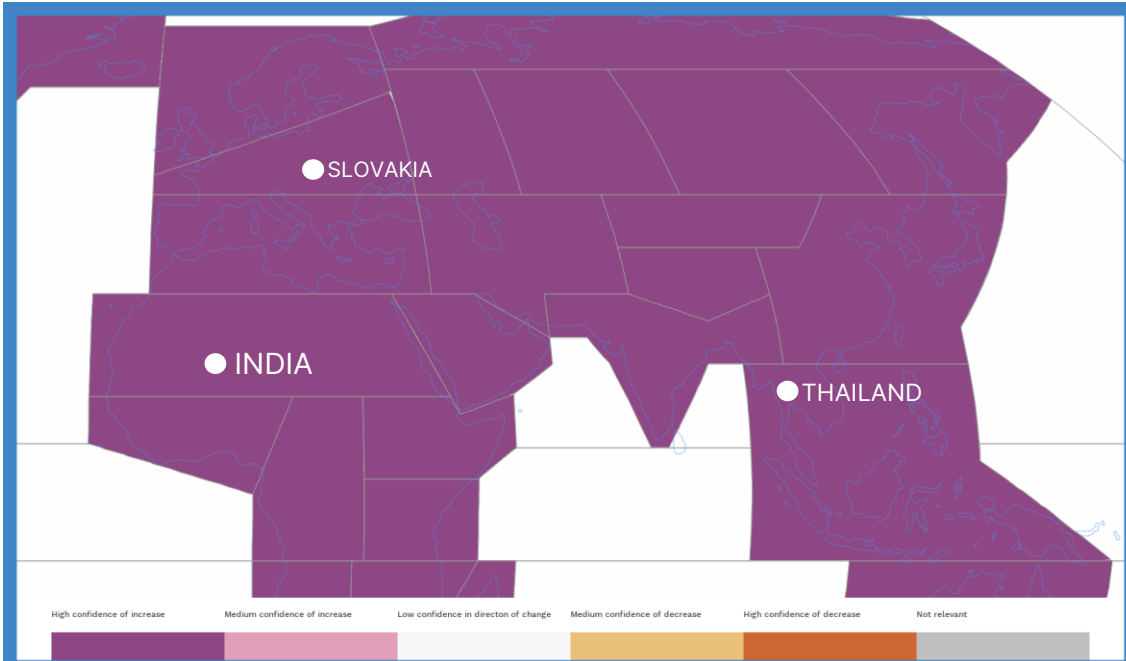 SLOVAKIA
INDIA
THAILAND
High confidence of increase
Medium confidence of increase
Low confidence in directon of change
Medium confidence of decrease
High confidence of decrease
Not relevant